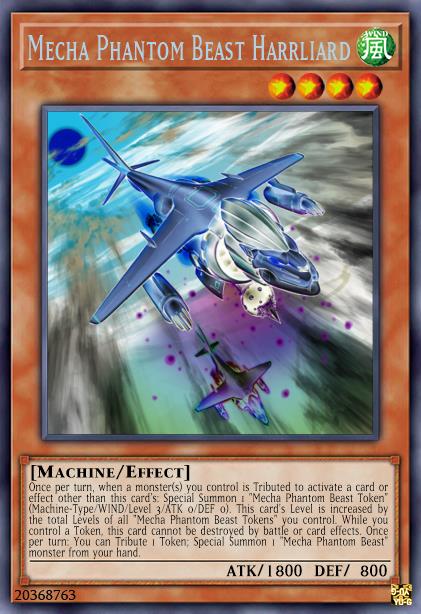 MECHA PHANTOM BEAST HARRLIARD
WIND
風
[MACHINE/EFFECT]
Once per turn, when a monster(s) you control is Tributed to activate a card or
effect other than this card's: Special Summon 1 "Mecha Phantom Beast Token"
(Machine-Type/WIND/Level 3/ATK 0/DEF 0). This card's Level is increased by
the total Levels of all "Mecha Phantom Beast Tokens" you control. While you
control a Token, this card cannot be destroyed by battle or card effects. Once
per turn: You can Tribute 1 Token; Special Summon 1 "Mecha Phantom Beast"
monster from your hand.
ATK/1800 DEF/ 800
20368763